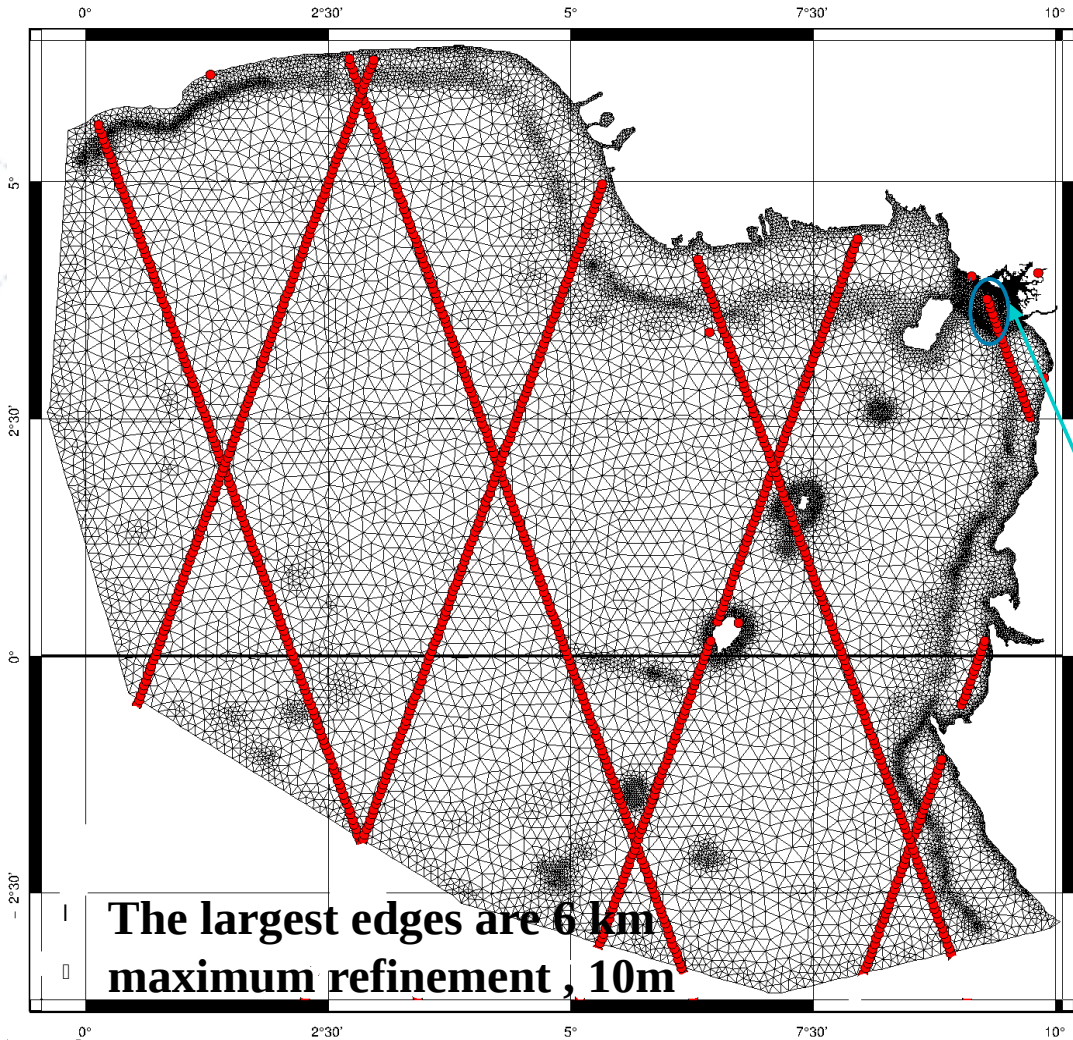 0° 2°30' 5° 7°30' 10°
5°
2°30'
0°
- 2°30'
The largest edges are 6 km
maximum refinement , 10m
0° 2°30' 5° 7°30' 10°